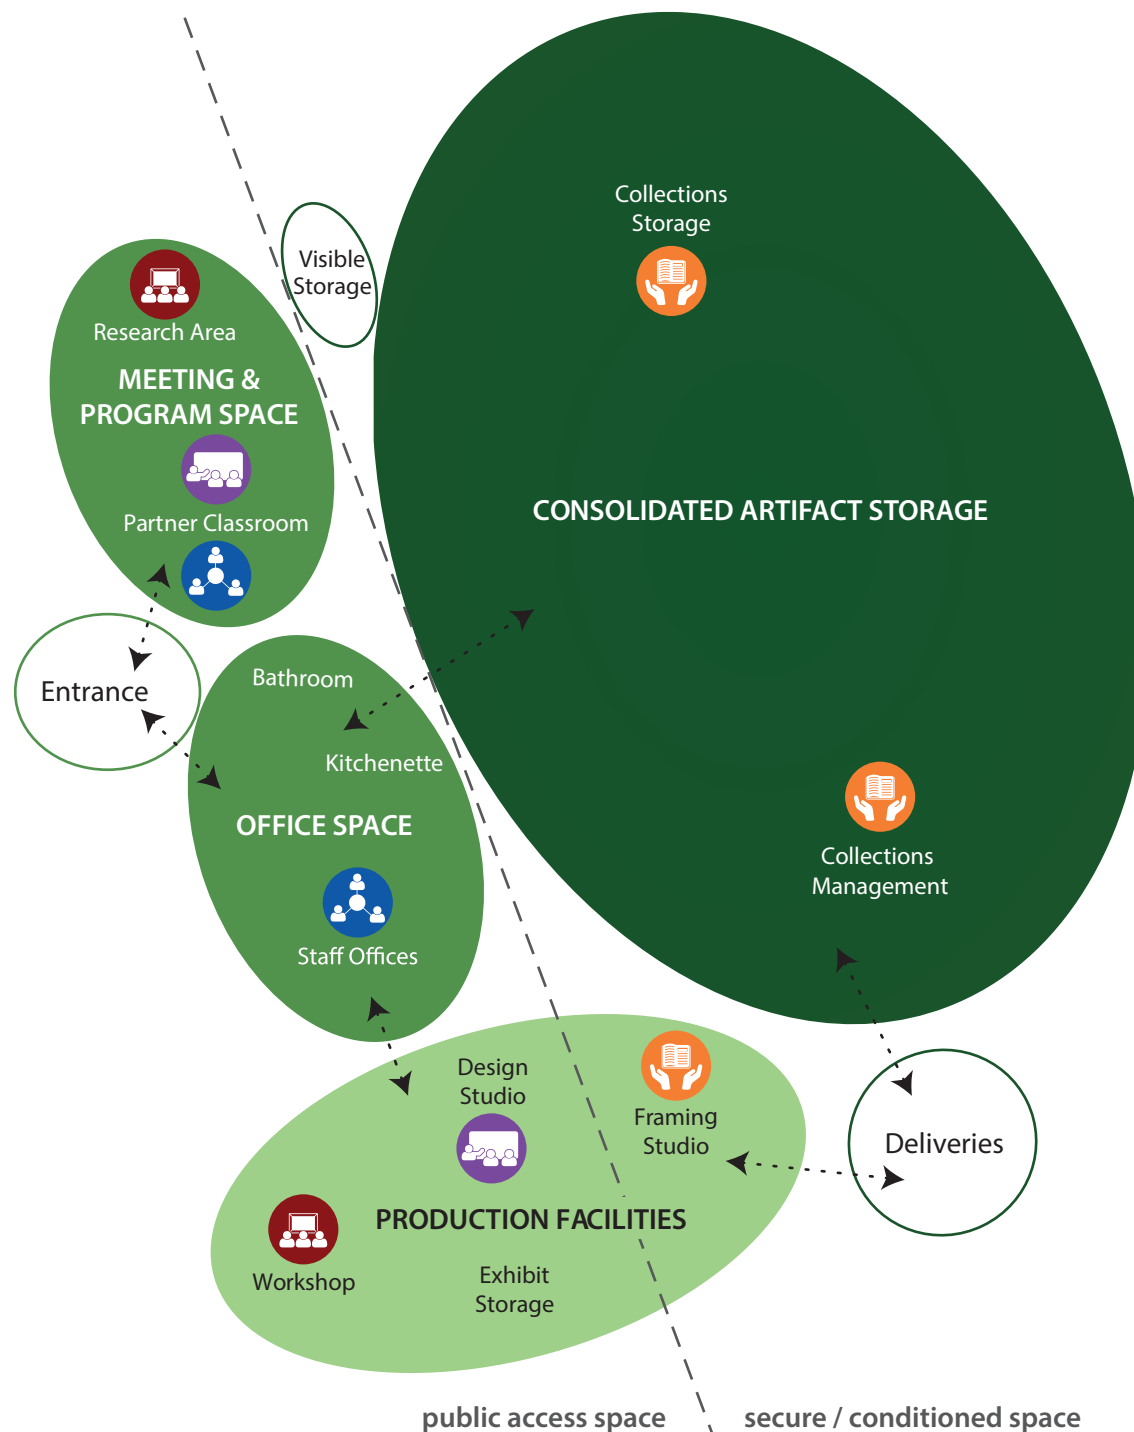 Collections
Storage
Visible
Storage
Research Area
MEETING &
PROGRAM SPACE
Partner Classroom
CONSOLIDATED ARTIFACT STORAGE
Entrance
Bathroom
Kitchenette
OFFICE SPACE
Staff Offices
Collections
Management
Design
Studio
Framing
Studio
Deliveries
PRODUCTION FACILITIES
Workshop
Exhibit
Storage
public access space
secure / conditioned space